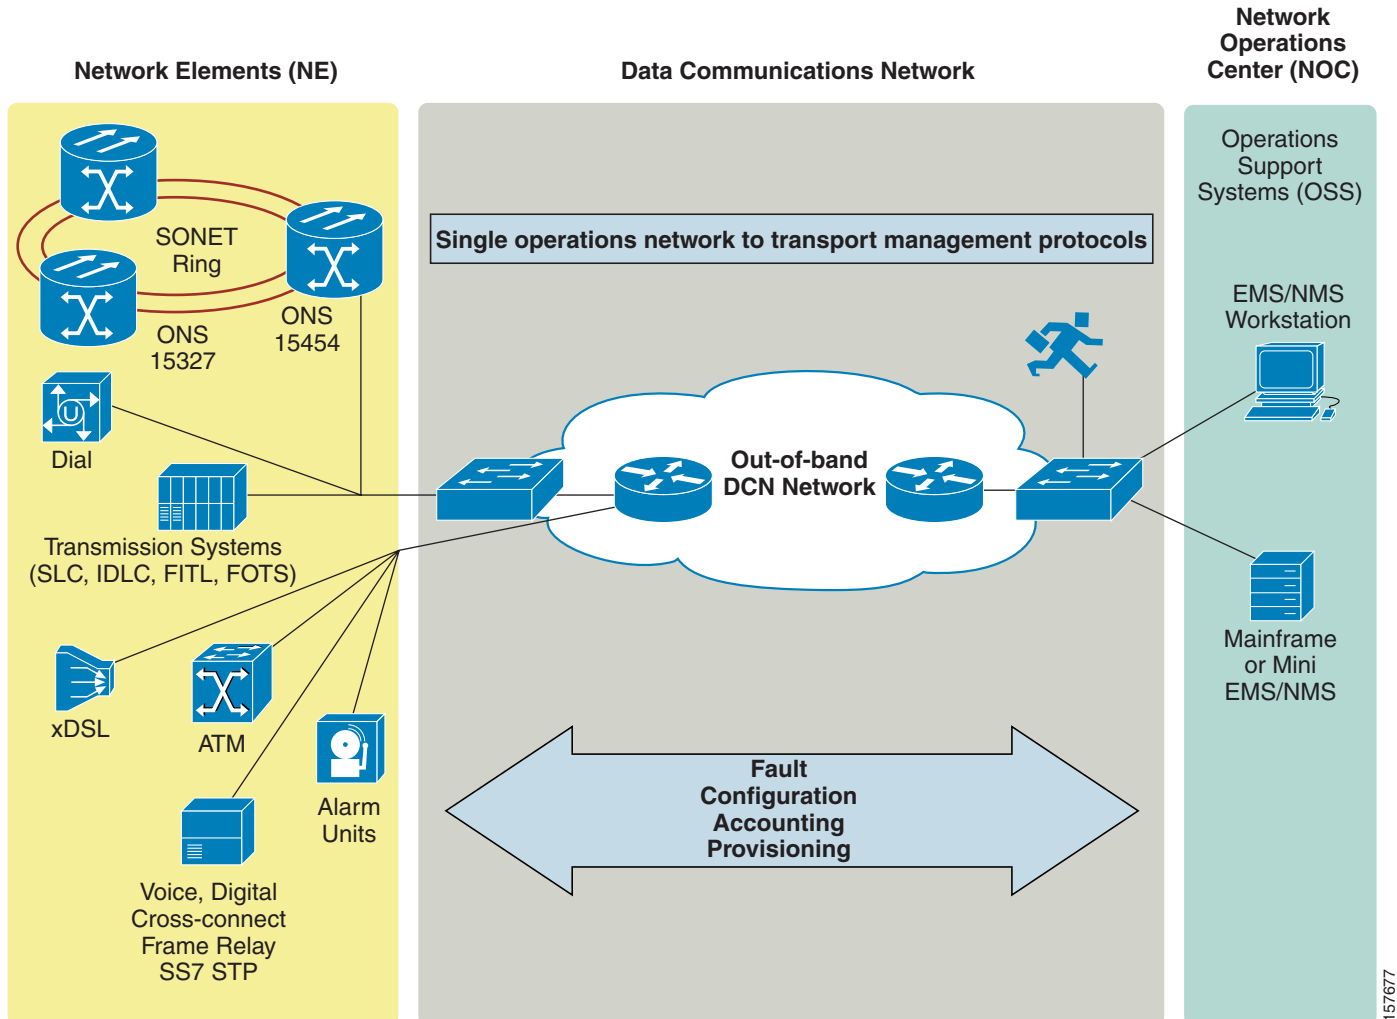 Network Elements (NE)
Data Communications Network
Network
Operations
Center (NOC)
SONET
Ring
ONS
15327
ONS
15454
Dial
Transmission Systems
(SLC, IDLC, FITL, FOTS)
xDSL
ATM
Alarm
Units
Voice, Digital
Cross-connect
Frame Relay
SS7 STP
Single operations network to transport management protocols
Out-of-band
DCN Network
Fault
Configuration
Accounting
Provisioning
Operations
Support
Systems (OSS)
EMS/NMS
Workstation
Mainframe
or Mini
EMS/NMS
U
157677